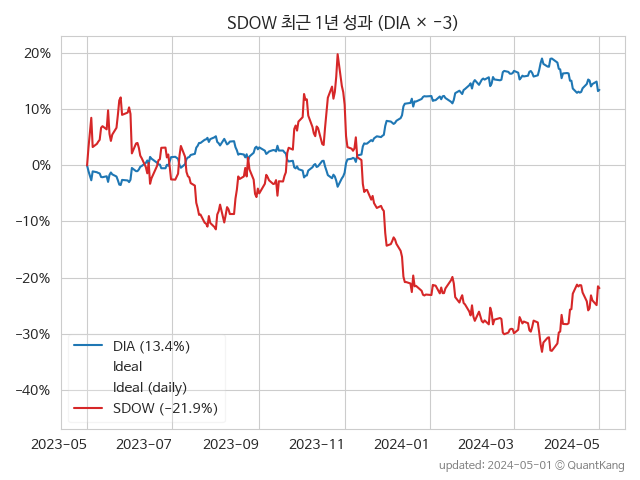 SDOW 최근 1년 성과 (DIA × −3)
20%
10%
0%
−10%
−20%
−30%
−40%
DIA (13.4%)
Ideal
Ideal (daily)
SDOW (−21.9%)
2023−05 2023−07 2023−09 2023−11 2024−01 2024−03 2024−05
updated: 2024−05−01 © QuantKang